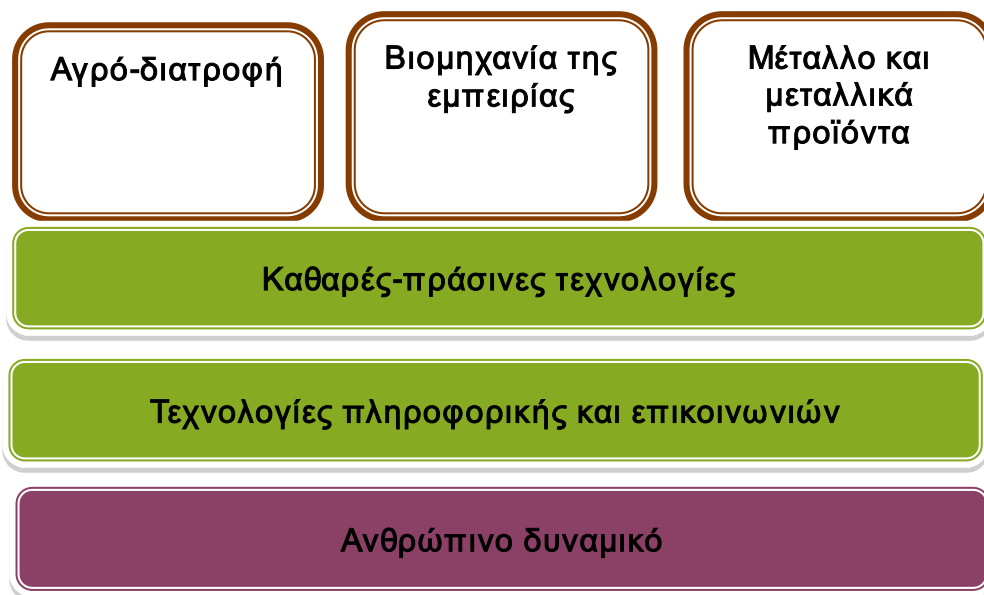 Αγρό-διατροφή
Βιομηχανία της
εμπειρίας
Μέταλλο και
μεταλλικά
προϊόντα
Καθαρές-πράσινες τεχνολογίες
Τεχνολογίες πληροφορικής και επικοινωνιών
Ανθρώπινο δυναμικό